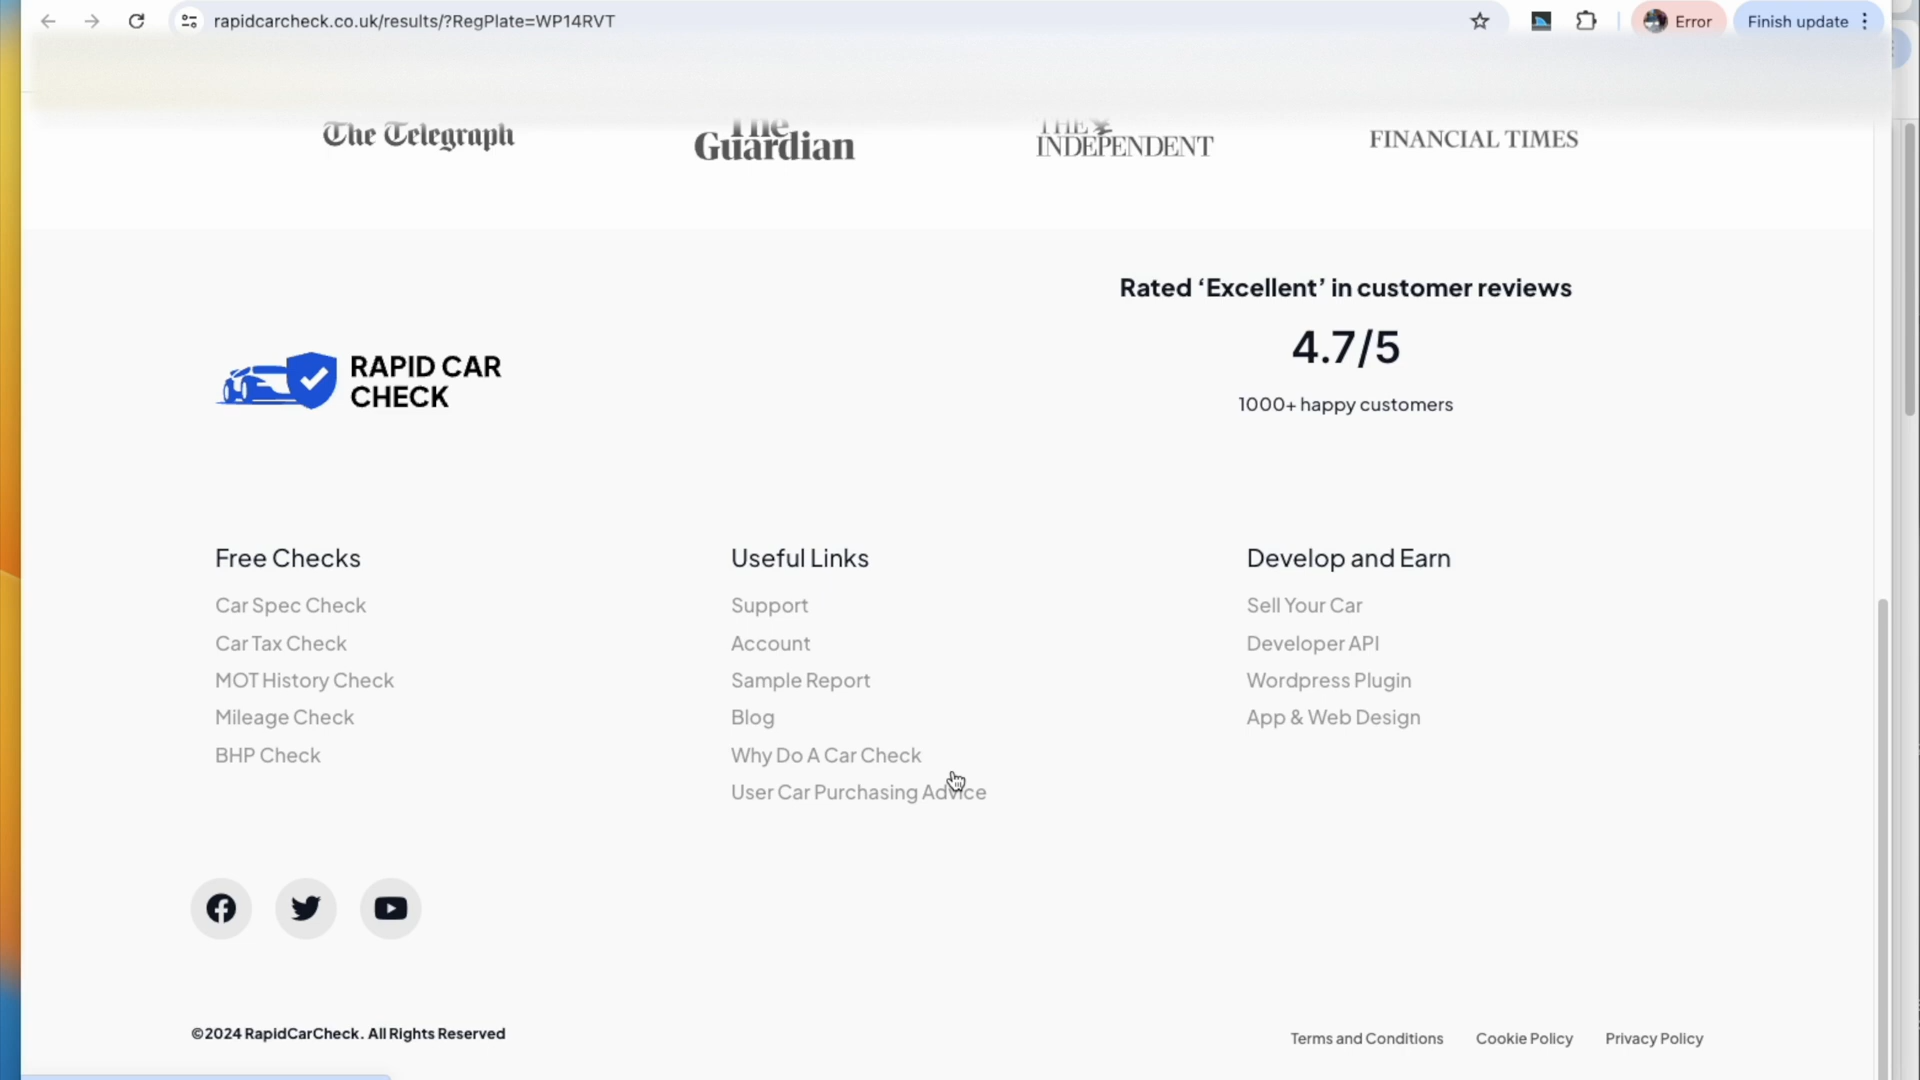 rapidcarcheck.co.uk/results/?RegPlate=WP14RVT
Error
Finish update
The Telegraph
The
Guardian
THE
INDEPENDENT
FINANCIAL TIMES
Rated ‘Excellent’ in customer reviews
4.7/5
1000+ happy customers
RAPID CAR
CHECK
Free Checks
Car Spec Check
Car Tax Check
MOT History Check
Mileage Check
BHP Check
Useful Links
Support
Account
Sample Report
Blog
Why Do A Car Check
User Car Purchasing Advice
Develop and Earn
Sell Your Car
Developer API
Wordpress Plugin
App & Web Design
©2024 RapidCarCheck. All Rights Reserved
Terms and Conditions
Cookie Policy
Privacy Policy